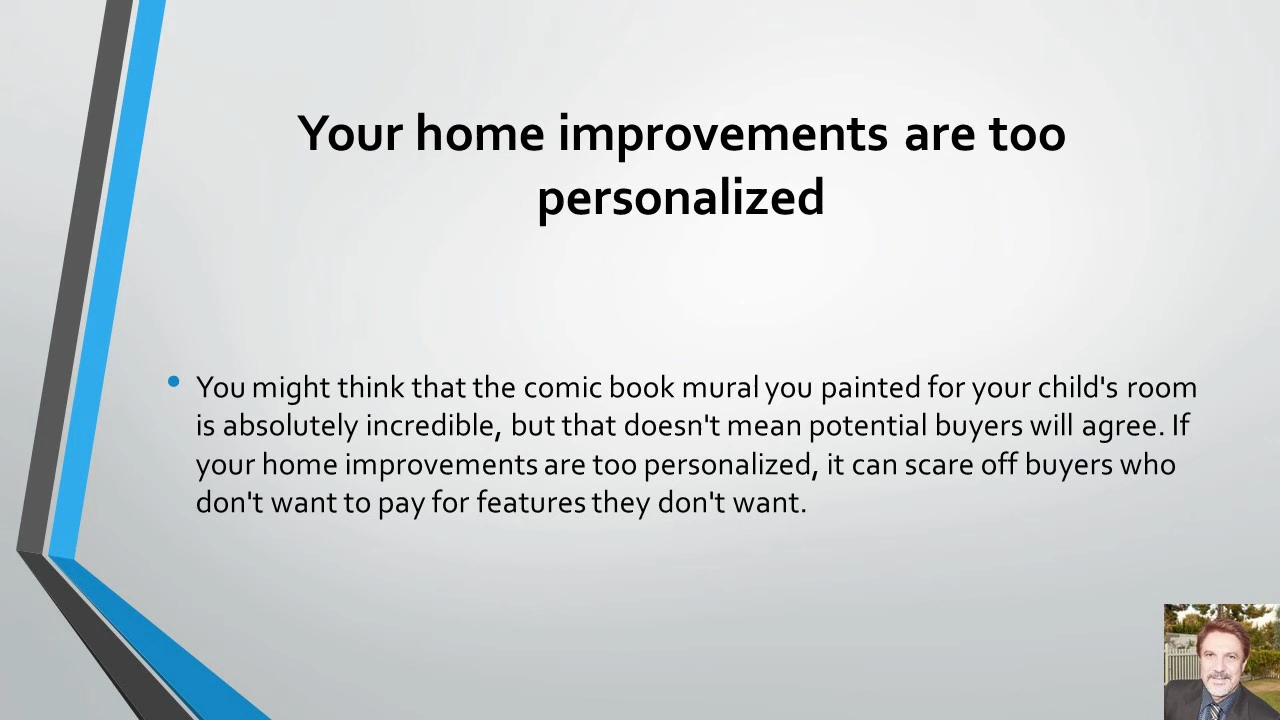 Your home improvements are too
personalized
You might think that the comic book mural you painted for your child's room
is absolutely incredible, but that doesn't mean potential buyers will agree. If
your home improvements are too personalized, it can scare off buyers who
don't want to pay for features they don't want.